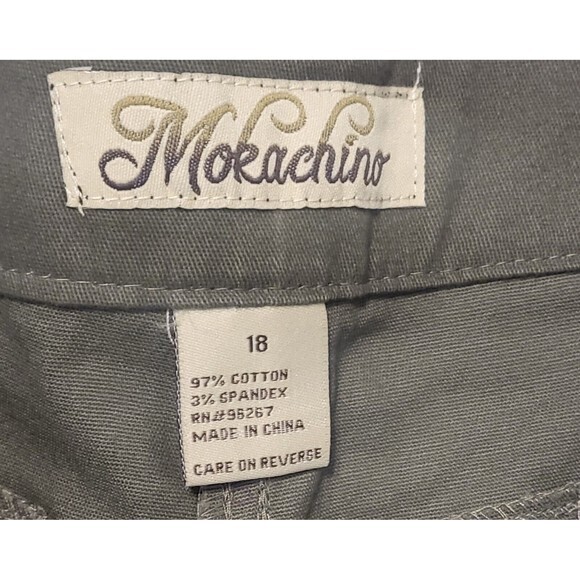 Mokachino
18
97% COTTON
3% SPANDEX
RN#96267
MADE IN CHINA
CARE ON REVERSE